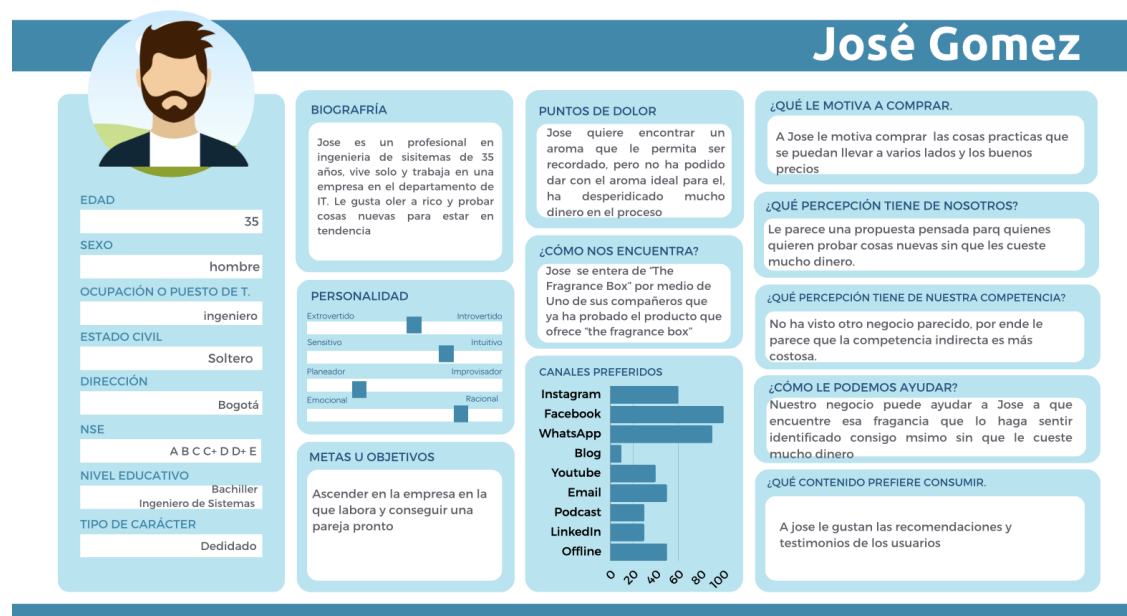 José Gomez
EDAD
35
SEXO
hombre
OCUPACIÓN O PUESTO DE T.
ingeniero
ESTADO CIVIL
Soltero
DIRECCIÓN
Bogotá
NSE
A B C C+ D D+ E
NIVEL EDUCATIVO
Bachiller
Ingeniero de Sistemas
TIPO DE CARÁCTER
Dedidado
BIOGRAFRÍA
Jose es un profesional en
ingenieria de sisitemas de 35
años, vive solo y trabaja en una
empresa en el departamento de
IT. Le gusta oler a rico y probar
cosas nuevas para estar en
tendencia
PERSONALIDAD
Extrovertido Introvertido
Sensitivo Intuitivo
Planeador Improvisador
Emocional Racional
METAS U OBJETIVOS
Ascender en la empresa en la
que labora y conseguir una
pareja pronto
PUNTOS DE DOLOR
Jose quiere encontrar un
aroma que le permita ser
recordado, pero no ha podido
dar con el aroma ideal para el,
ha desperidicado mucho
dinero en el proceso
¿CÓMO NOS ENCUENTRA?
Jose se entera de "The
Fragrance Box" por medio de
Uno de sus compañeros que
ya ha probado el producto que
ofrece "the fragrance box"
CANALES PREFERIDOS
Instagram
Facebook
WhatsApp
Blog
Youtube
Email
Podcast
LinkedIn
Offline
0 20 40 60 80 100
¿QUÉ LE MOTIVA A COMPRAR.
A Jose le motiva comprar las cosas practicas que
se puedan llevar a varios lados y los buenos
precios
¿QUÉ PERCEPCIÓN TIENE DE NOSOTROS?
Le parece una propuesta pensada parq quienes
quieren probar cosas nuevas sin que les cueste
mucho dinero.
¿QUÉ PERCEPCIÓN TIENE DE NUESTRA COMPETENCIA?
No ha visto otro negocio parecido, por ende le
parece que la competencia indirecta es más
costosa.
¿CÓMO LE PODEMOS AYUDAR?
Nuestro negocio puede ayudar a Jose a que
encuentre esa fragancia que lo haga sentir
identificado consigo msimo sin que le cueste
mucho dinero
¿QUÉ CONTENIDO PREFIERE CONSUMIR.
A jose le gustan las recomendaciones y
testimonios de los usuarios